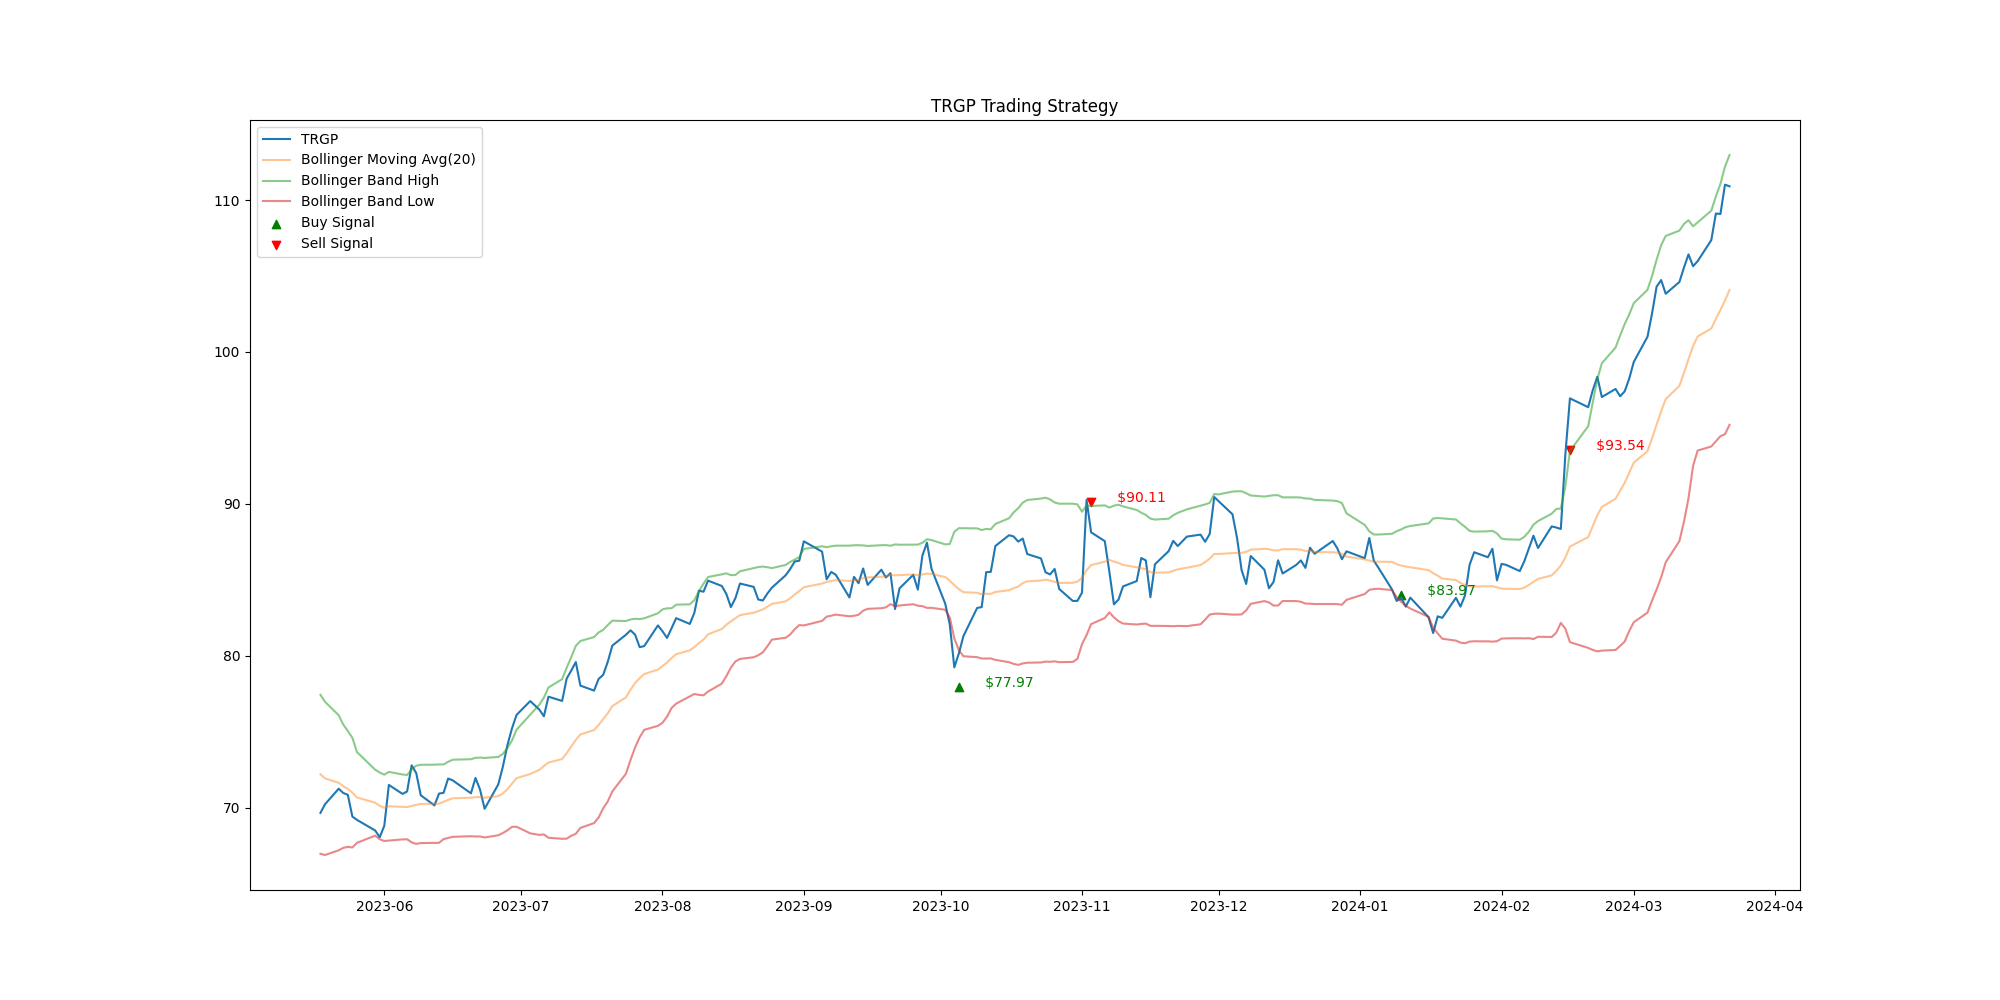 TRGP Trading Strategy
TRGP
Bollinger Moving Avg(20)
Bollinger Band High
Bollinger Band Low
Buy Signal
Sell Signal
110
100
90
80
70
$93.54
$90.11
$83.97
$77.97
2023-06 2023-07 2023-08 2023-09 2023-10 2023-11 2023-12 2024-01 2024-02 2024-03 2024-04